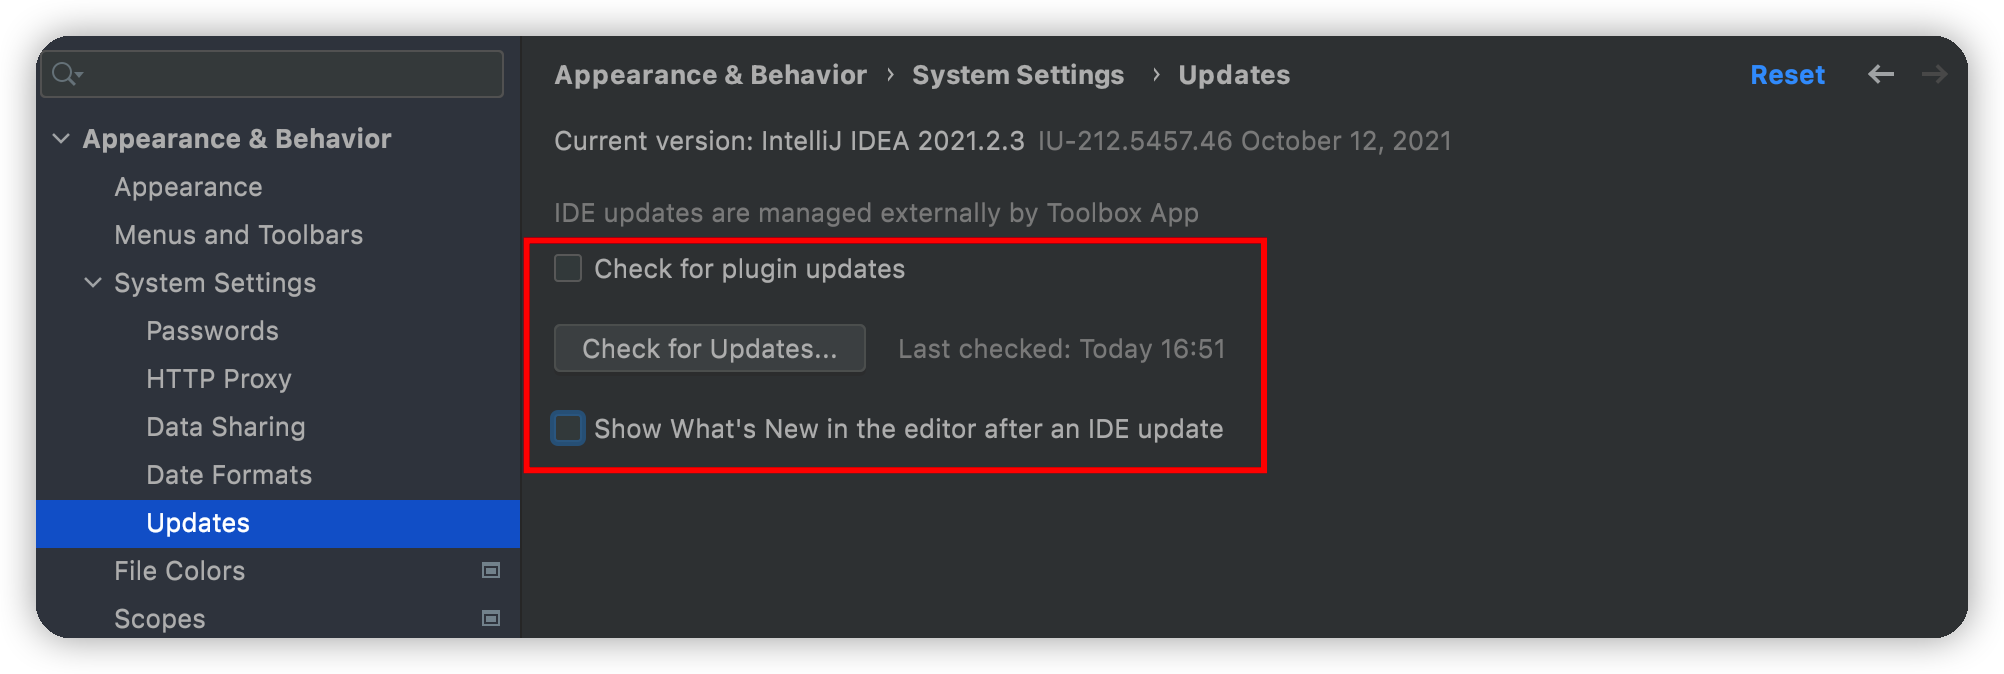 Appearance & Behavior
Appearance
Menus and Toolbars
System Settings
Passwords
HTTP Proxy
Data Sharing
Date Formats
Updates
File Colors
Scopes
Appearance & Behavior › System Settings › Updates
Reset
Current version: IntelliJ IDEA 2021.2.3 IU-212.5457.46 October 12, 2021
IDE updates are managed externally by Toolbox App
Check for plugin updates
Check for Updates... Last checked: Today 16:51
Show What's New in the editor after an IDE update